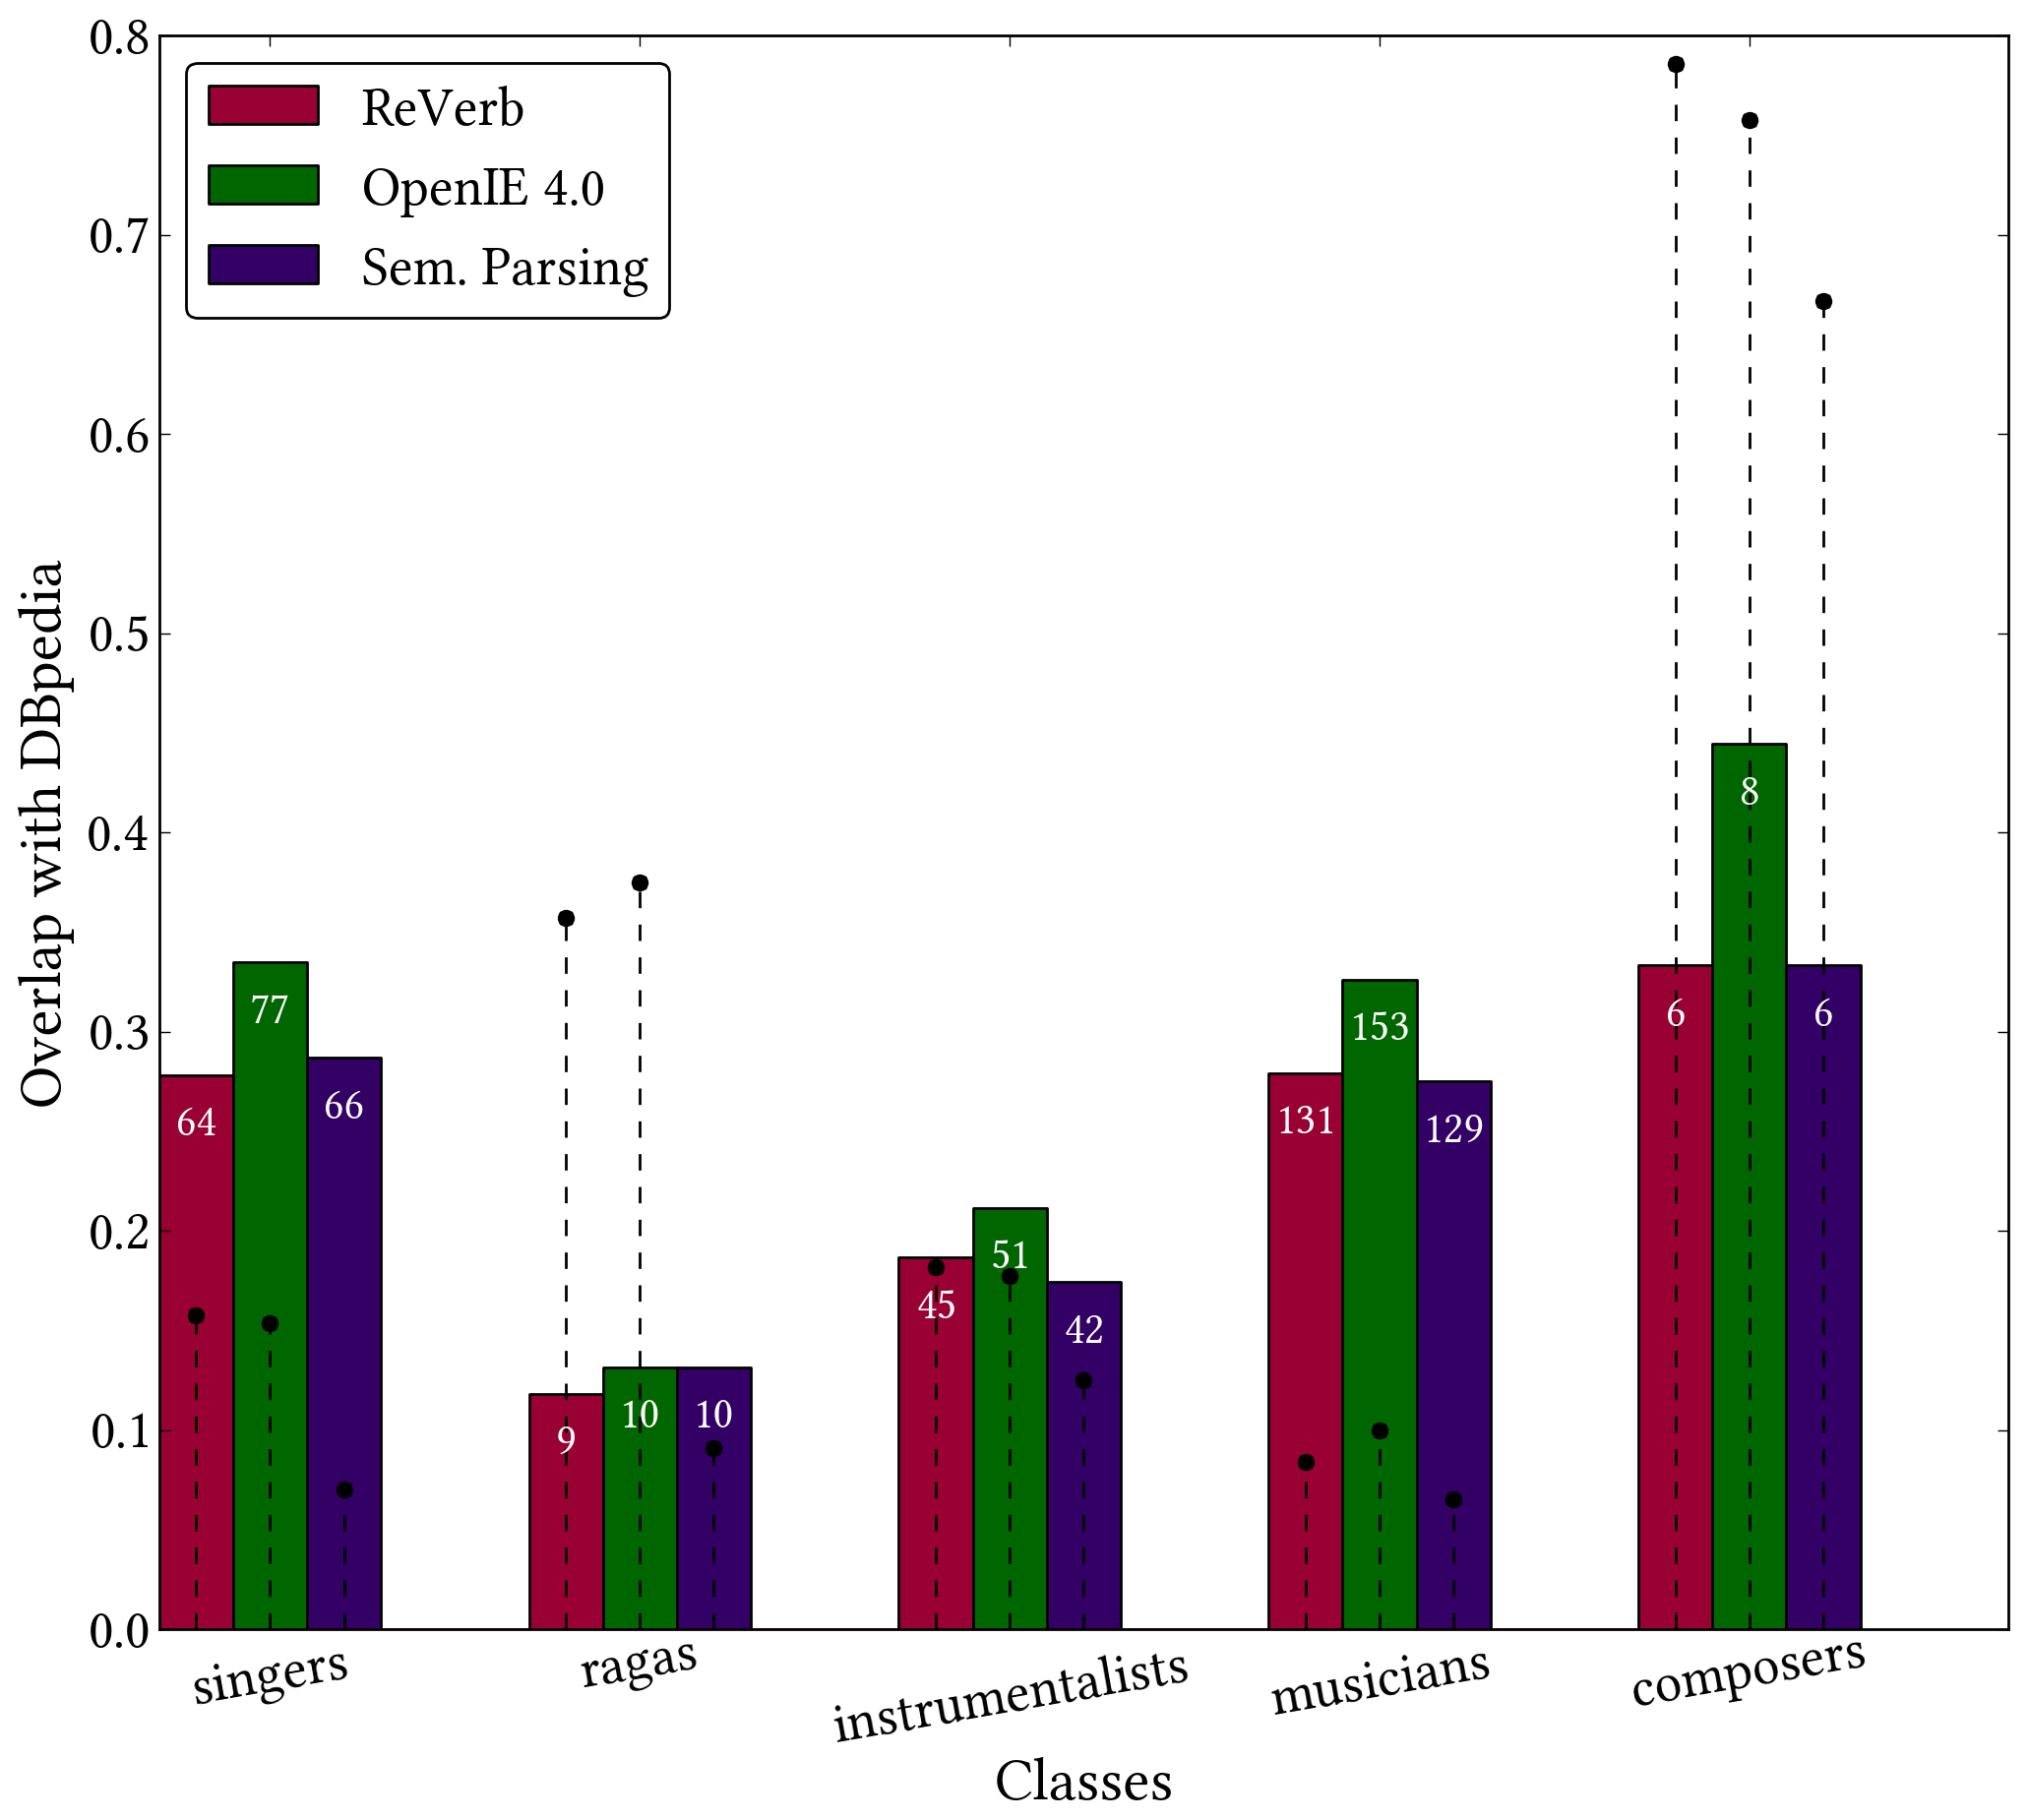 0.8
0.7
0.6
0.5
0.4
0.3
0.2
0.1
0.0
Overlap with DBpedia
ReVerb
OpenIE 4.0
Sem. Parsing
64
77
66
9
10
10
45
51
42
131
153
129
6
8
6
singers
ragas
instrumentalists
musicians
composers
Classes